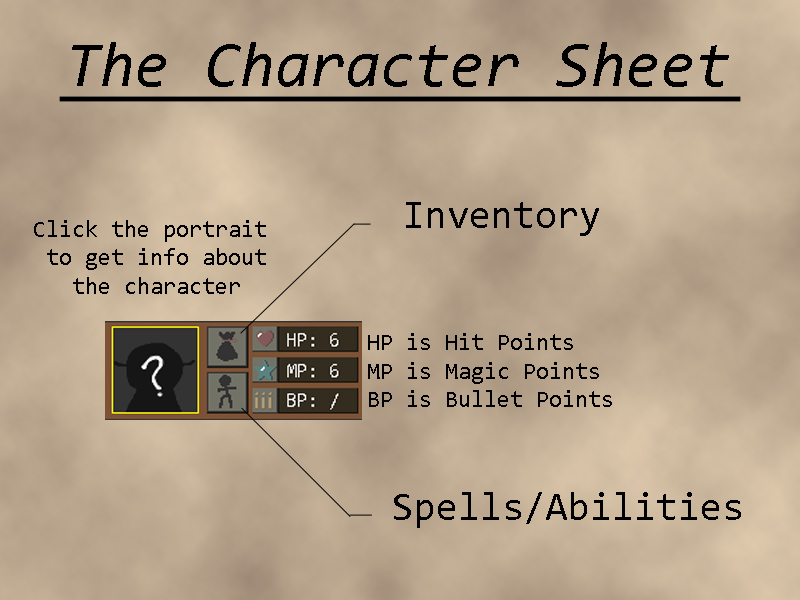 The Character Sheet
Inventory
Click the portrait
to get info about
the character
?
HP: 6
MP: 6
BP: /
HP is Hit Points
MP is Magic Points
BP is Bullet Points
Spells/Abilities